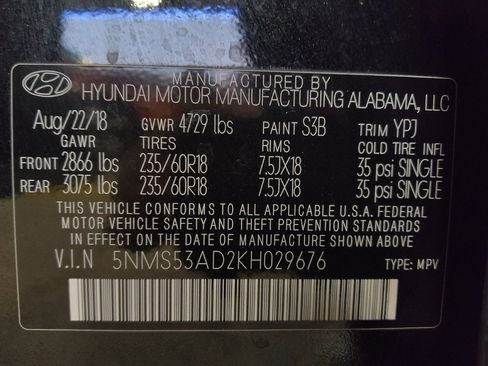 MANUFACTURED BY
HYUNDAI MOTOR MANUFACTURING ALABAMA, LLC
Aug/22/18 GVWR 4729 lbs PAINT S3B TRIM YPJ
GAWR TIRES RIMS COLD TIRE INFL
FRONT 2866 lbs 235/60R18 7.5JX18 35 psi SINGLE
REAR 3075 lbs 235/60R18 7.5JX18 35 psi SINGLE
THIS VEHICLE CONFORMS TO ALL APPLICABLE U.S.A. FEDERAL
MOTOR VEHICLE SAFETY AND THEFT PREVENTION STANDARDS
IN EFFECT ON THE DATE OF MANUFACTURE SHOWN ABOVE.
V.I.N 5NMS53AD2KH029676 TYPE: MPV